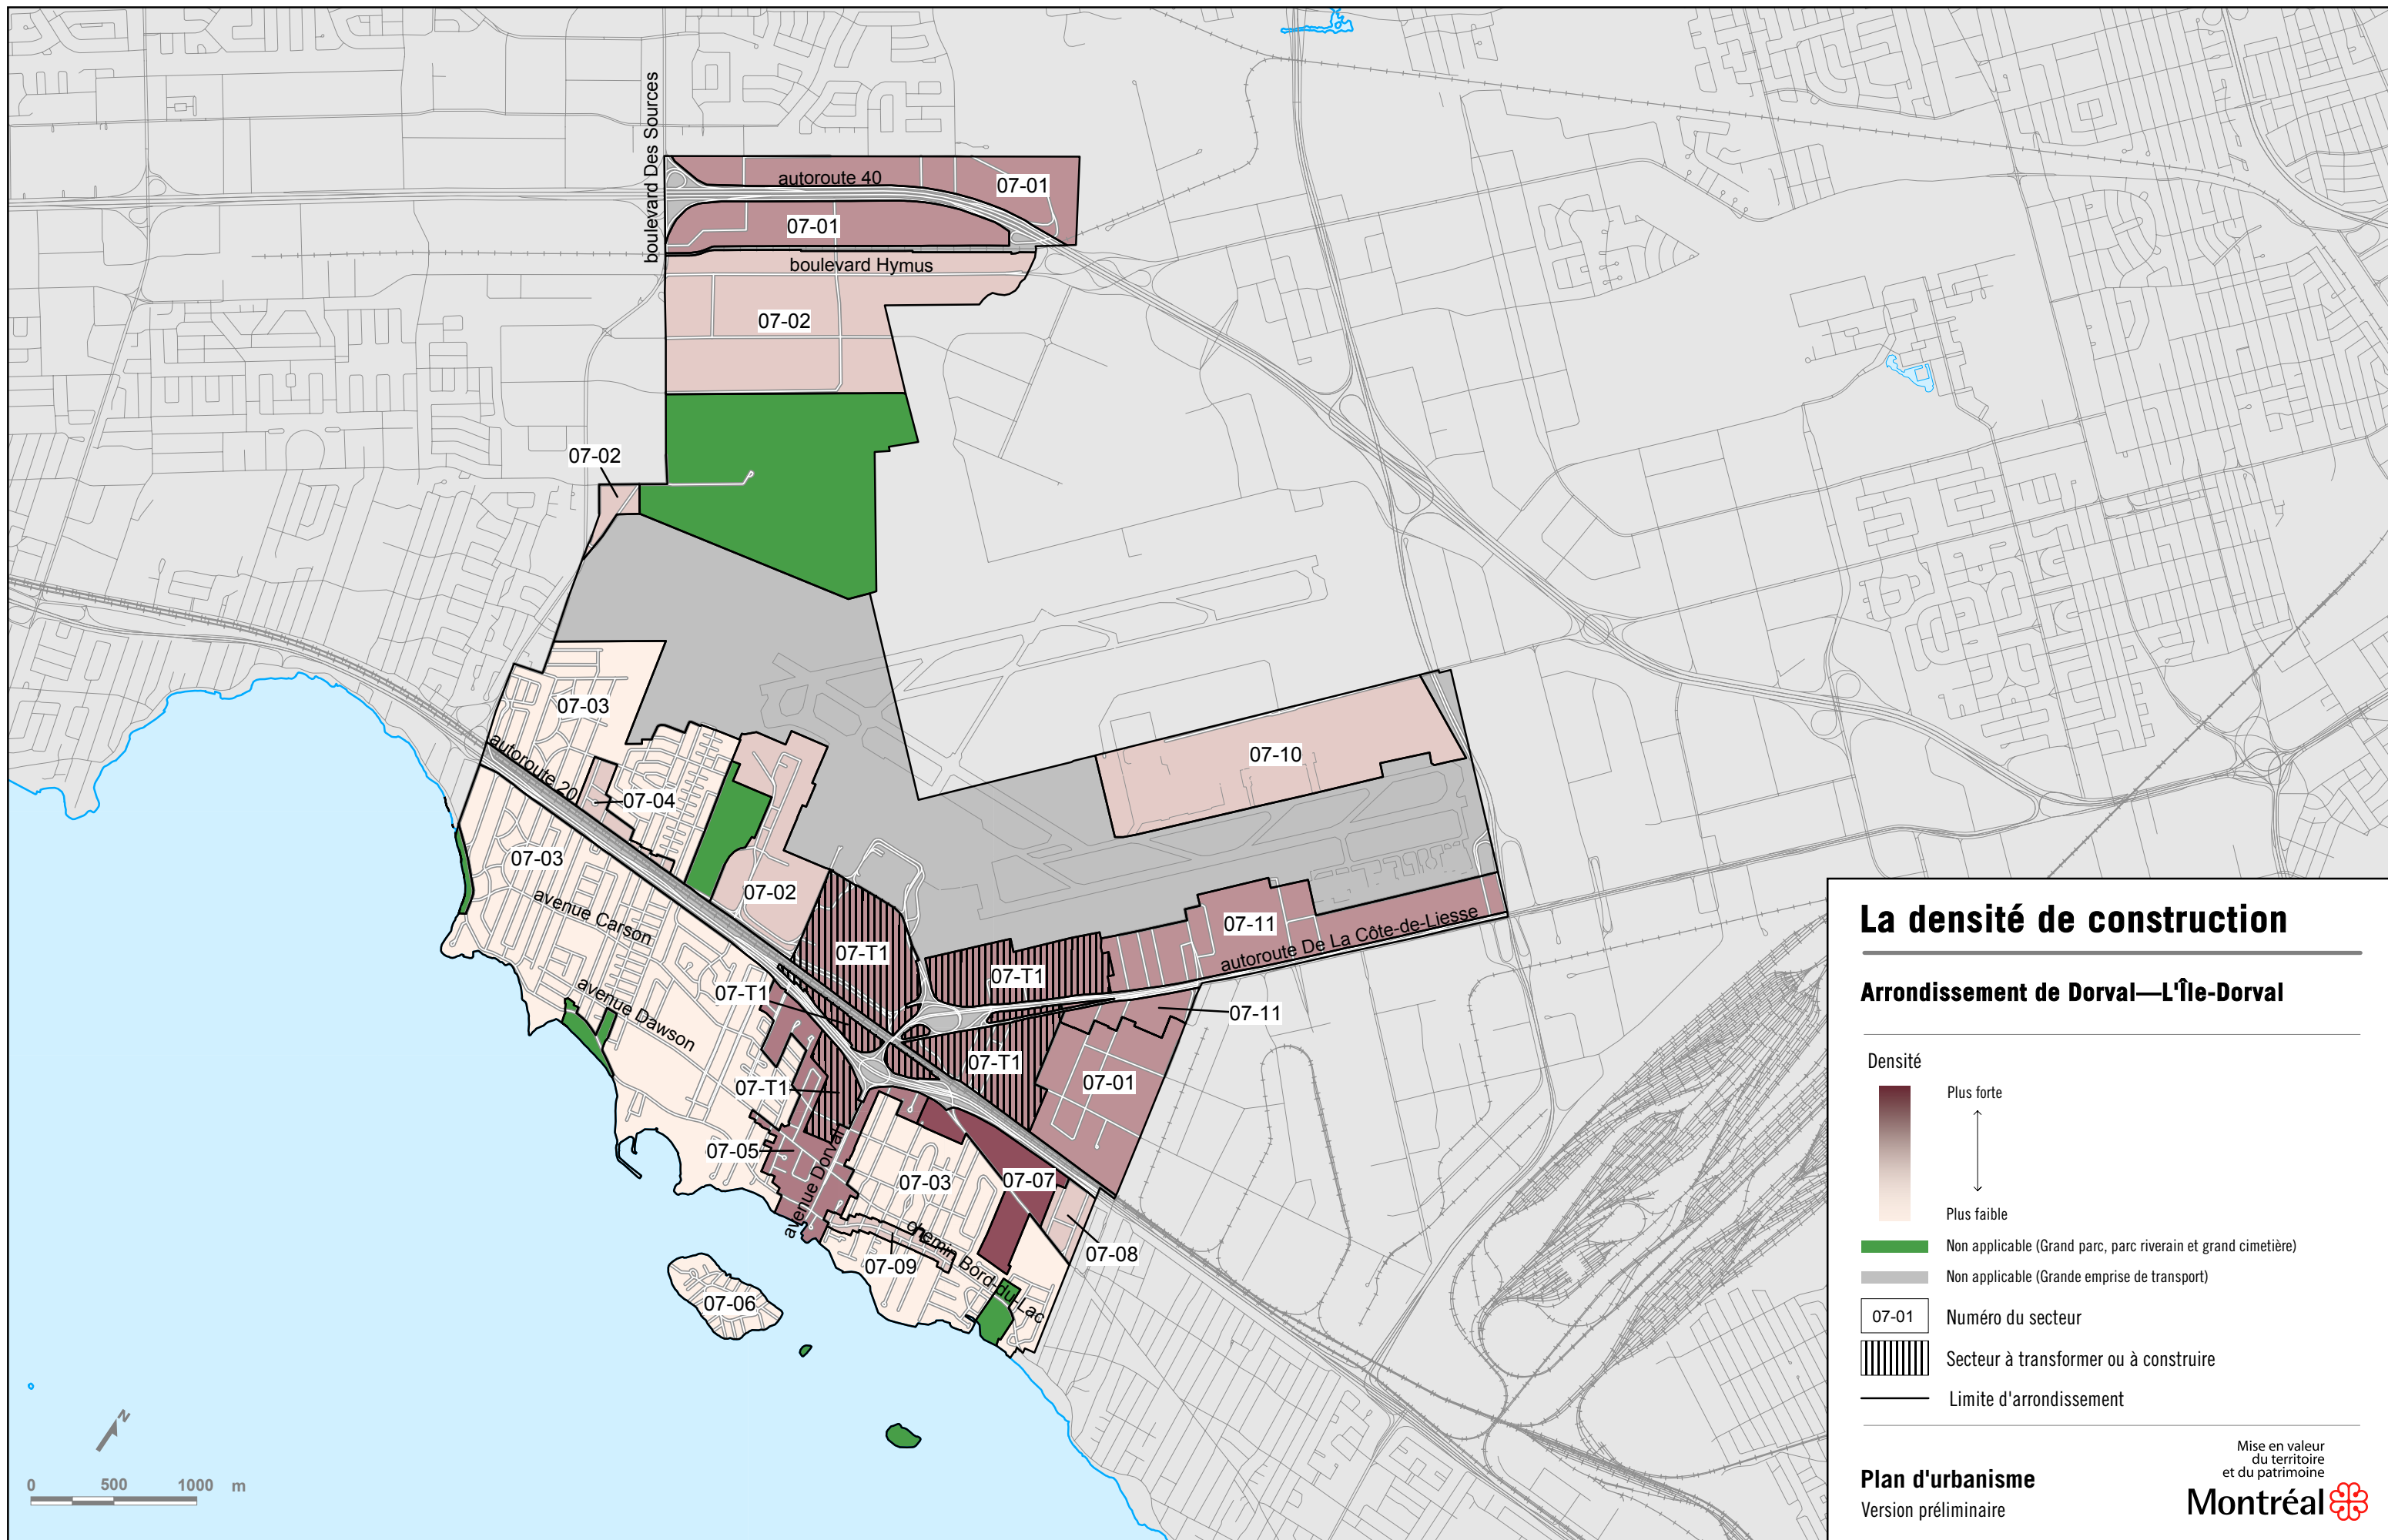 boulevard Des Sources
autoroute 40
07-01
07-01
boulevard Hymus
07-02
07-02
07-03
autoroute 20
07-04
07-10
07-03
avenue Carson
07-02
07-11
autoroute De La Côte-de-Liesse
07-T1
07-T1
07-T1
avenue Dawson
07-11
07-T1
07-01
07-T1
07-05
avenue Dorval
07-03
07-07
chemin Bord-du-Lac
07-08
07-09
07-06
N
0 500 1000 m
La densité de construction
Arrondissement de Dorval—L'Île-Dorval
Densité
Plus forte
Plus faible
Non applicable (Grand parc, parc riverain et grand cimetière)
Non applicable (Grande emprise de transport)
07-01 Numéro du secteur
Secteur à transformer ou à construire
Limite d'arrondissement
Plan d'urbanisme
Version préliminaire
Mise en valeur
du territoire
et du patrimoine
Montréal